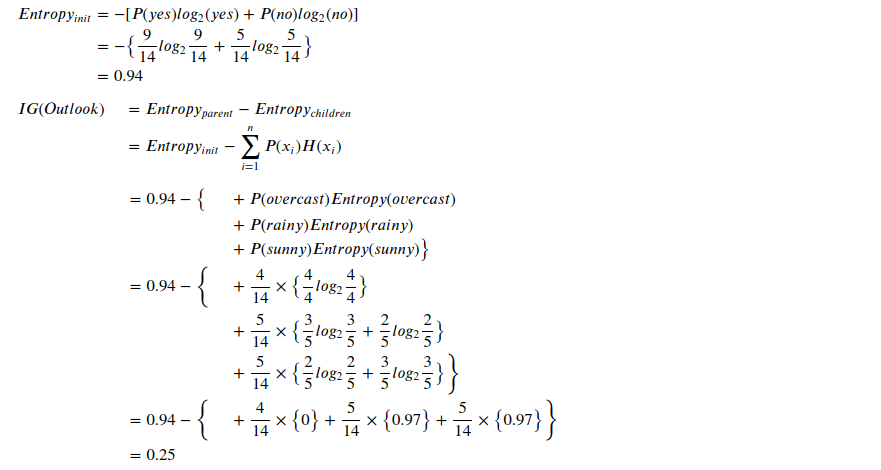 Entropy_init = −[P(yes)log₂(yes) + P(no)log₂(no)]
= −{ 9/14 log₂ 9/14 + 5/14 log₂ 5/14 }
= 0.94
IG(Outlook) = Entropy_parent − Entropy_children
= Entropy_init − ∑_{i=1}^{n} P(x_i)H(x_i)
= 0.94 − { + P(overcast)Entropy(overcast)
+ P(rainy)Entropy(rainy)
+ P(sunny)Entropy(sunny)}
= 0.94 − { + 4/14 × { 4/4 log₂ 4/4 }
+ 5/14 × { 3/5 log₂ 3/5 + 2/5 log₂ 2/5 }
+ 5/14 × { 2/5 log₂ 2/5 + 3/5 log₂ 3/5 } }
= 0.94 − { + 4/14 × {0} + 5/14 × {0.97} + 5/14 × {0.97} }
= 0.25